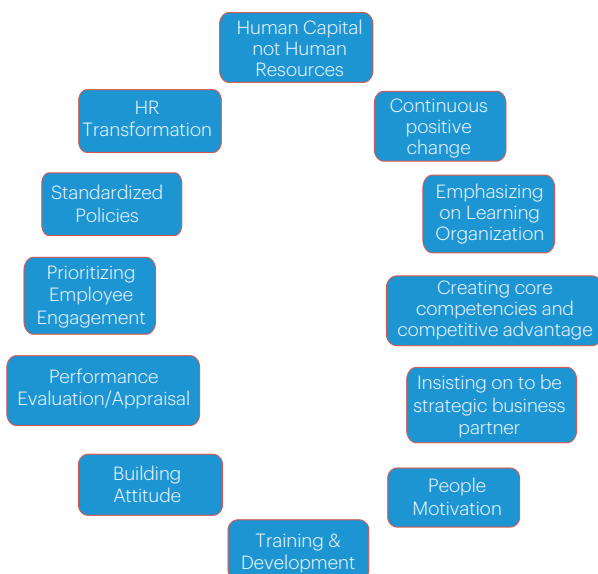 Human Capital
not Human
Resources
Continuous
positive
change
Emphasizing
on Learning
Organization
Creating core
competencies and
competitive advantage
Insisting on to be
strategic business
partner
People
Motivation
Training &
Development
Building
Attitude
Performance
Evaluation/Appraisal
Prioritizing
Employee
Engagement
Standardized
Policies
HR
Transformation